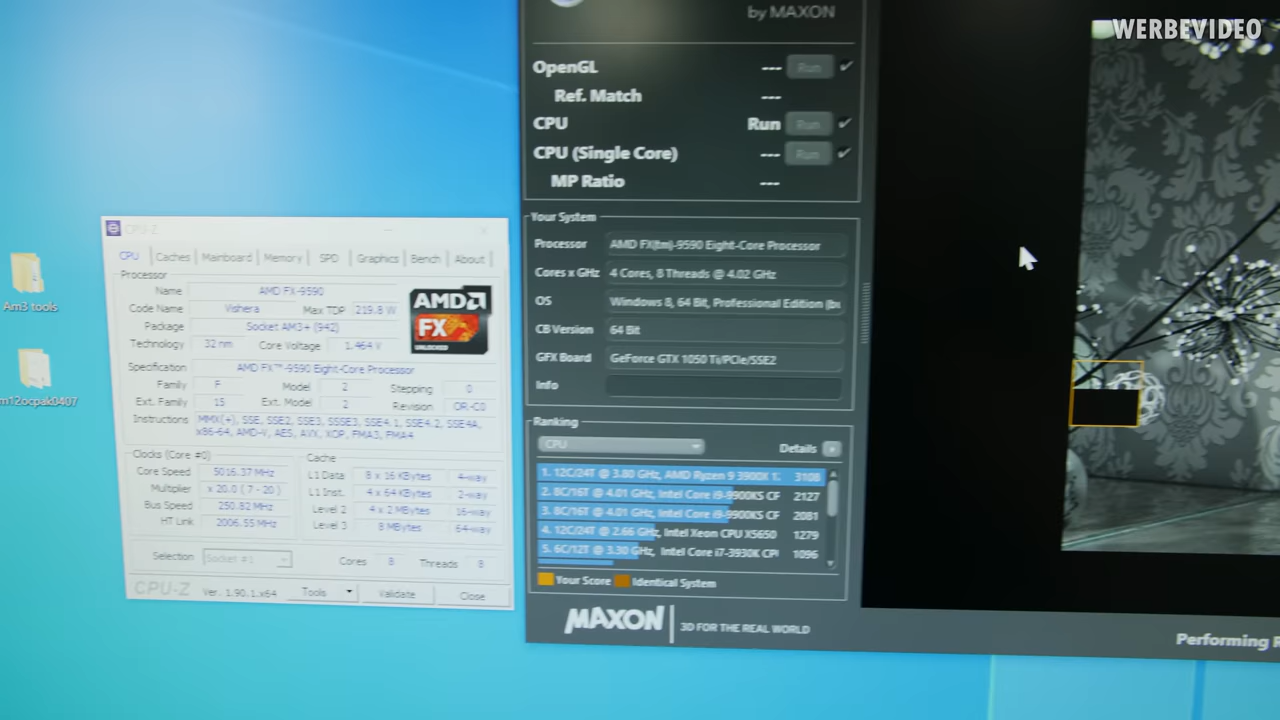 WERBEVIDEO
by MAXON
OpenGL --- Run
Ref. Match ---
CPU Run Run
CPU (Single Core) --- Run
MP Ratio ---
Your System
Processor AMD FX(tm)-9590 Eight-Core Processor
Cores x GHz 4 Cores, 8 Threads @ 4.02 GHz
OS Windows 8, 64 Bit, Professional Edition (bu
CB Version 64 Bit
GFX Board GeForce GTX 1050 Ti/PCIe/SSE2
Info
Ranking
CPU Details
1. 12C/24T @ 3.80 GHz, AMD Ryzen 9 3900X 1. 3108
2. 8C/16T @ 4.01 GHz, Intel Core i9-9900KS CF 2127
3. 8C/16T @ 4.01 GHz, Intel Core i9-9900KS CF 2081
4. 12C/24T @ 2.66 GHz, Intel Xeon CPU X5650 1279
5. 6C/12T @ 3.30 GHz, Intel Core i7-3930K CPU 1096
Your Score Identical System
MAXON 3D FOR THE REAL WORLD
Performing R
Am3 tools
m12ocpak0407
CPU-Z
CPU Caches Mainboard Memory SPD Graphics Bench About
Processor
Name AMD FX-9590
Code Name Vishera Max TDP 219.8 W
Package Socket AM3+ (942)
Technology 32 nm Core Voltage 1.464 V
AMD FX UNLOCKED
Specification AMD FX™-9590 Eight-Core Processor
Family F Model 2 Stepping 0
Ext. Family 15 Ext. Model 2 Revision OR-C0
Instructions MMX(+), SSE, SSE2, SSE3, SSSE3, SSE4.1, SSE4.2, SSE4A,
x86-64, AMD-V, AES, AVX, XOP, FMA3, FMA4
Clocks (Core #0)
Core Speed 5016.37 MHz
Multiplier x 20.0 ( 7 - 20 )
Bus Speed 250.82 MHz
HT Link 2006.55 MHz
Cache
L1 Data 8 x 16 KBytes 4-way
L1 Inst. 4 x 64 KBytes 2-way
Level 2 4 x 2 MBytes 16-way
Level 3 8 MBytes 64-way
Selection Socket #1 Cores 8 Threads 8
CPU-Z Ver. 1.90.1.x64 Tools Validate Close